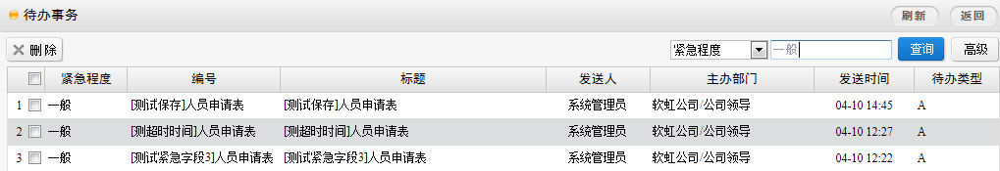 待办事务 刷新 返回
删除 紧急程度 一般 查询 高级
紧急程度 编号 标题 发送人 主办部门 发送时间 待办类型
1 一般 [测试保存]人员申请表 [测试保存]人员申请表 系统管理员 软虹公司/公司领导 04-10 14:45 A
2 一般 [测超时时间]人员申请表 [测超时时间]人员申请表 系统管理员 软虹公司/公司领导 04-10 12:27 A
3 一般 [测试紧急字段3]人员申请表 [测试紧急字段3]人员申请表 系统管理员 软虹公司/公司领导 04-10 12:22 A